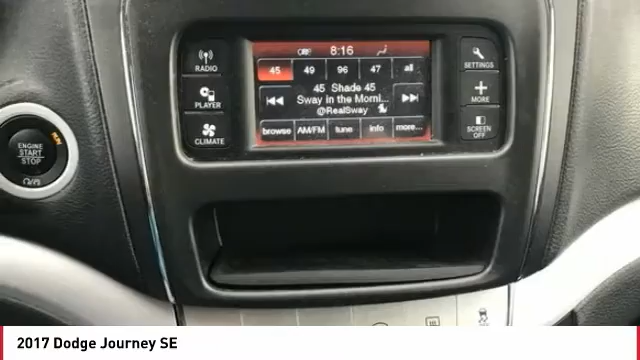 8:16
RADIO
45 49 96 47 all
SETTINGS
45 Shade 45
Sway in the Morni...
@RealSway
PLAYER
MORE
ENGINE
START
STOP
RUN
CLIMATE
browse AM/FM tune info more...
SCREEN
OFF
2017 Dodge Journey SE